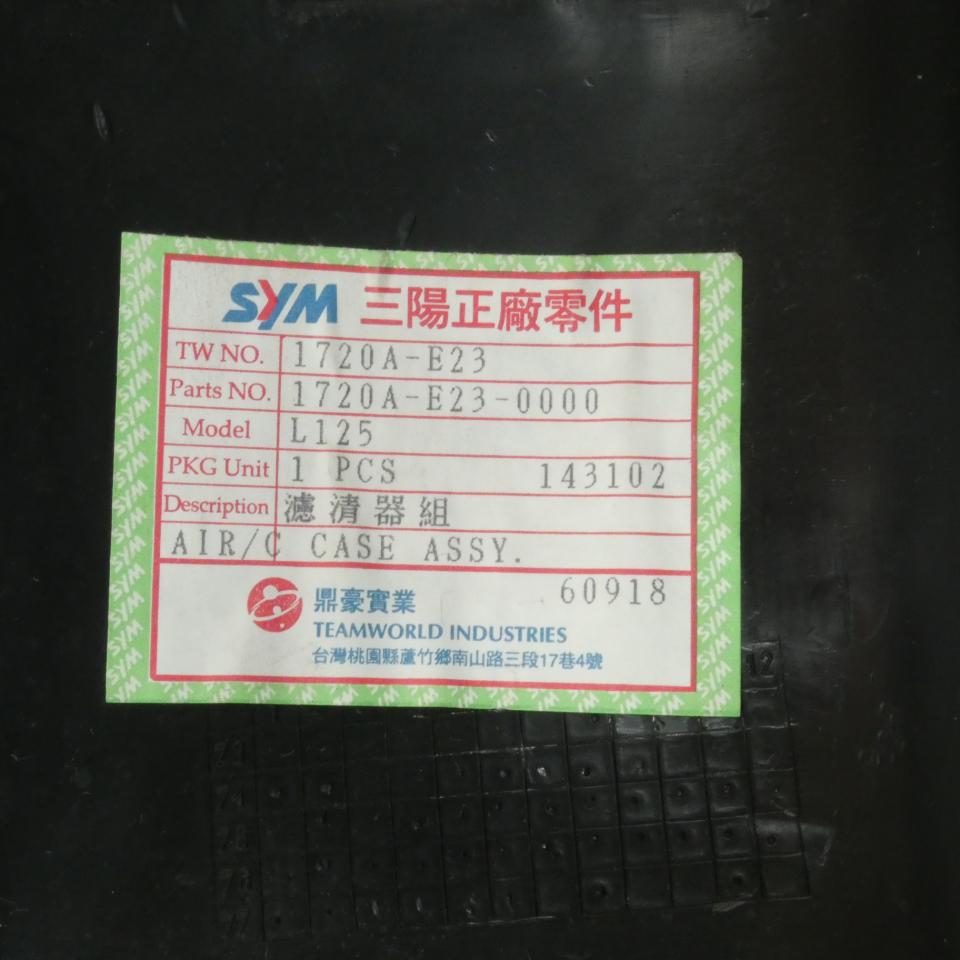 SYM 三陽正廠零件
TW NO. 1720A-E23
Parts NO. 1720A-E23-0000
Model L125
PKG Unit 1 PCS 143102
Description 濾清器組
AIR/C CASE ASSY.
60918
鼎豪實業
TEAMWORLD INDUSTRIES
台灣桃園縣蘆竹鄉南山路三段17巷4號
12